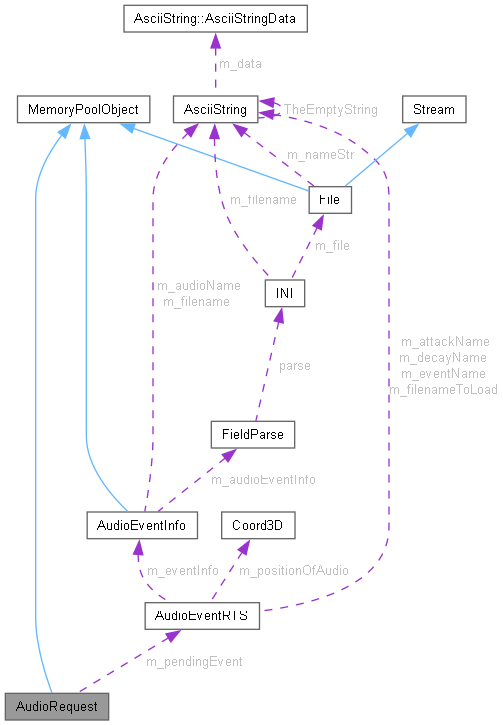 AsciiString::AsciiStringData
m_data
MemoryPoolObject
AsciiString
TheEmptyString
Stream
m_nameStr
m_filename
File
m_file
m_audioName
m_filename
INI
m_attackName
m_decayName
m_eventName
m_filenameToLoad
parse
FieldParse
m_audioEventInfo
AudioEventInfo
Coord3D
m_eventInfo
m_positionOfAudio
AudioEventRTS
m_pendingEvent
AudioRequest